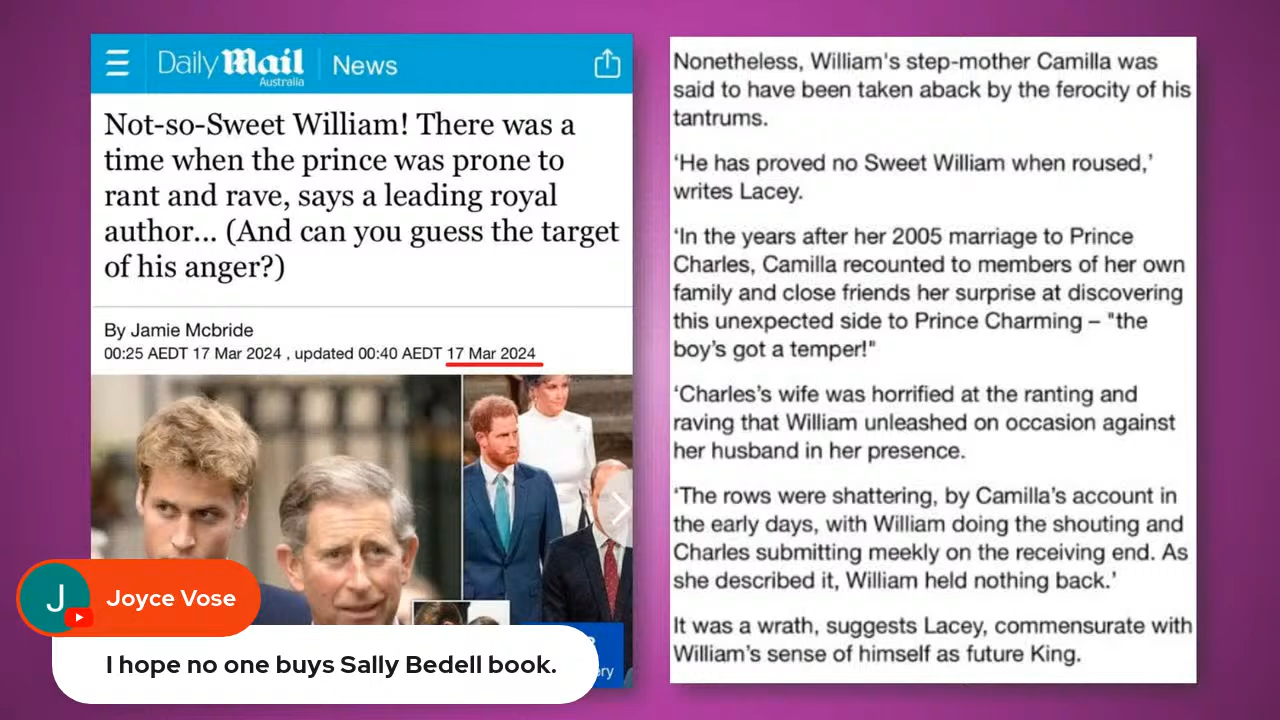 Daily Mail
Australia
News
Not-so-Sweet William! There was a
time when the prince was prone to
rant and rave, says a leading royal
author... (And can you guess the target
of his anger?)
By Jamie Mcbride
00:25 AEDT 17 Mar 2024 , updated 00:40 AEDT 17 Mar 2024
J
Joyce Vose
I hope no one buys Sally Bedell book.
Nonetheless, William's step-mother Camilla was
said to have been taken aback by the ferocity of his
tantrums.
‘He has proved no Sweet William when roused,’
writes Lacey.
‘In the years after her 2005 marriage to Prince
Charles, Camilla recounted to members of her own
family and close friends her surprise at discovering
this unexpected side to Prince Charming – "the
boy’s got a temper!"
‘Charles’s wife was horrified at the ranting and
raving that William unleashed on occasion against
her husband in her presence.
‘The rows were shattering, by Camilla’s account in
the early days, with William doing the shouting and
Charles submitting meekly on the receiving end. As
she described it, William held nothing back.’
It was a wrath, suggests Lacey, commensurate with
William’s sense of himself as future King.